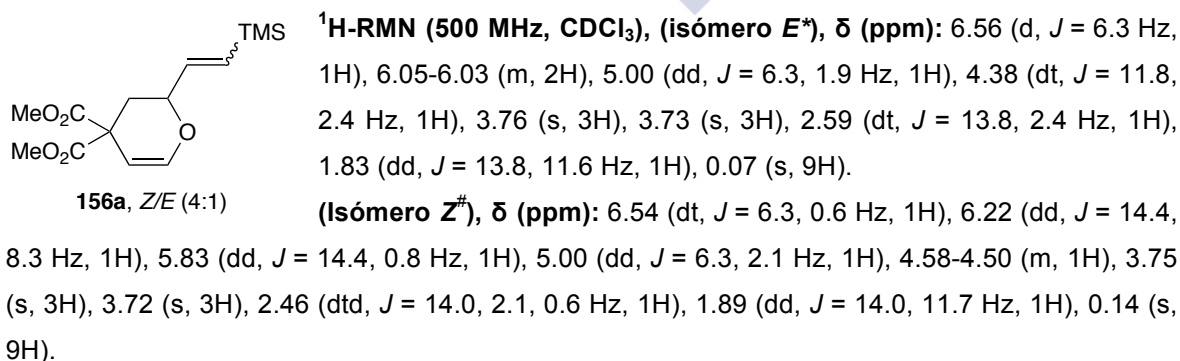 TMS
MeO₂C
MeO₂C
O
156a, Z/E (4:1)
¹H-RMN (500 MHz, CDCl₃), (isómero E*), δ (ppm): 6.56 (d, J = 6.3 Hz,
1H), 6.05-6.03 (m, 2H), 5.00 (dd, J = 6.3, 1.9 Hz, 1H), 4.38 (dt, J = 11.8,
2.4 Hz, 1H), 3.76 (s, 3H), 3.73 (s, 3H), 2.59 (dt, J = 13.8, 2.4 Hz, 1H),
1.83 (dd, J = 13.8, 11.6 Hz, 1H), 0.07 (s, 9H).
(Isómero Z#), δ (ppm): 6.54 (dt, J = 6.3, 0.6 Hz, 1H), 6.22 (dd, J = 14.4,
8.3 Hz, 1H), 5.83 (dd, J = 14.4, 0.8 Hz, 1H), 5.00 (dd, J = 6.3, 2.1 Hz, 1H), 4.58-4.50 (m, 1H), 3.75
(s, 3H), 3.72 (s, 3H), 2.46 (dtd, J = 14.0, 2.1, 0.6 Hz, 1H), 1.89 (dd, J = 14.0, 11.7 Hz, 1H), 0.14 (s,
9H).